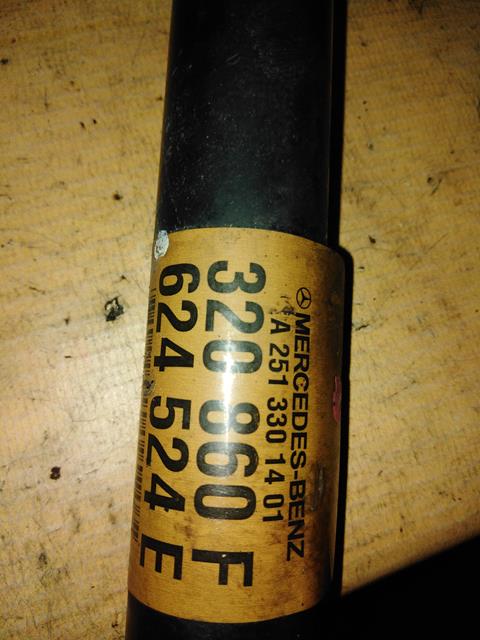 MERCEDES-BENZ
A 251 330 14 01
320 860 F
624 524 E